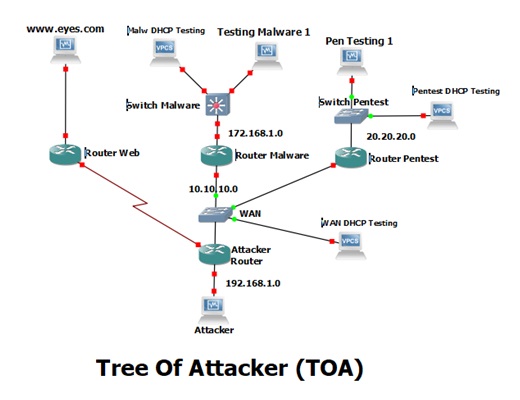 www.eyes.com
Malw DHCP Testing
VPCS
Testing Malware 1
Pen Testing 1
VPCS
Pentest DHCP Testing
Switch Malware
Switch Pentest
172.168.1.0
20.20.20.0
Router Web
Router Malware
Router Pentest
10.10.10.0
WAN
WAN DHCP Testing
VPCS
Attacker
Router
192.168.1.0
Attacker
Tree Of Attacker (TOA)